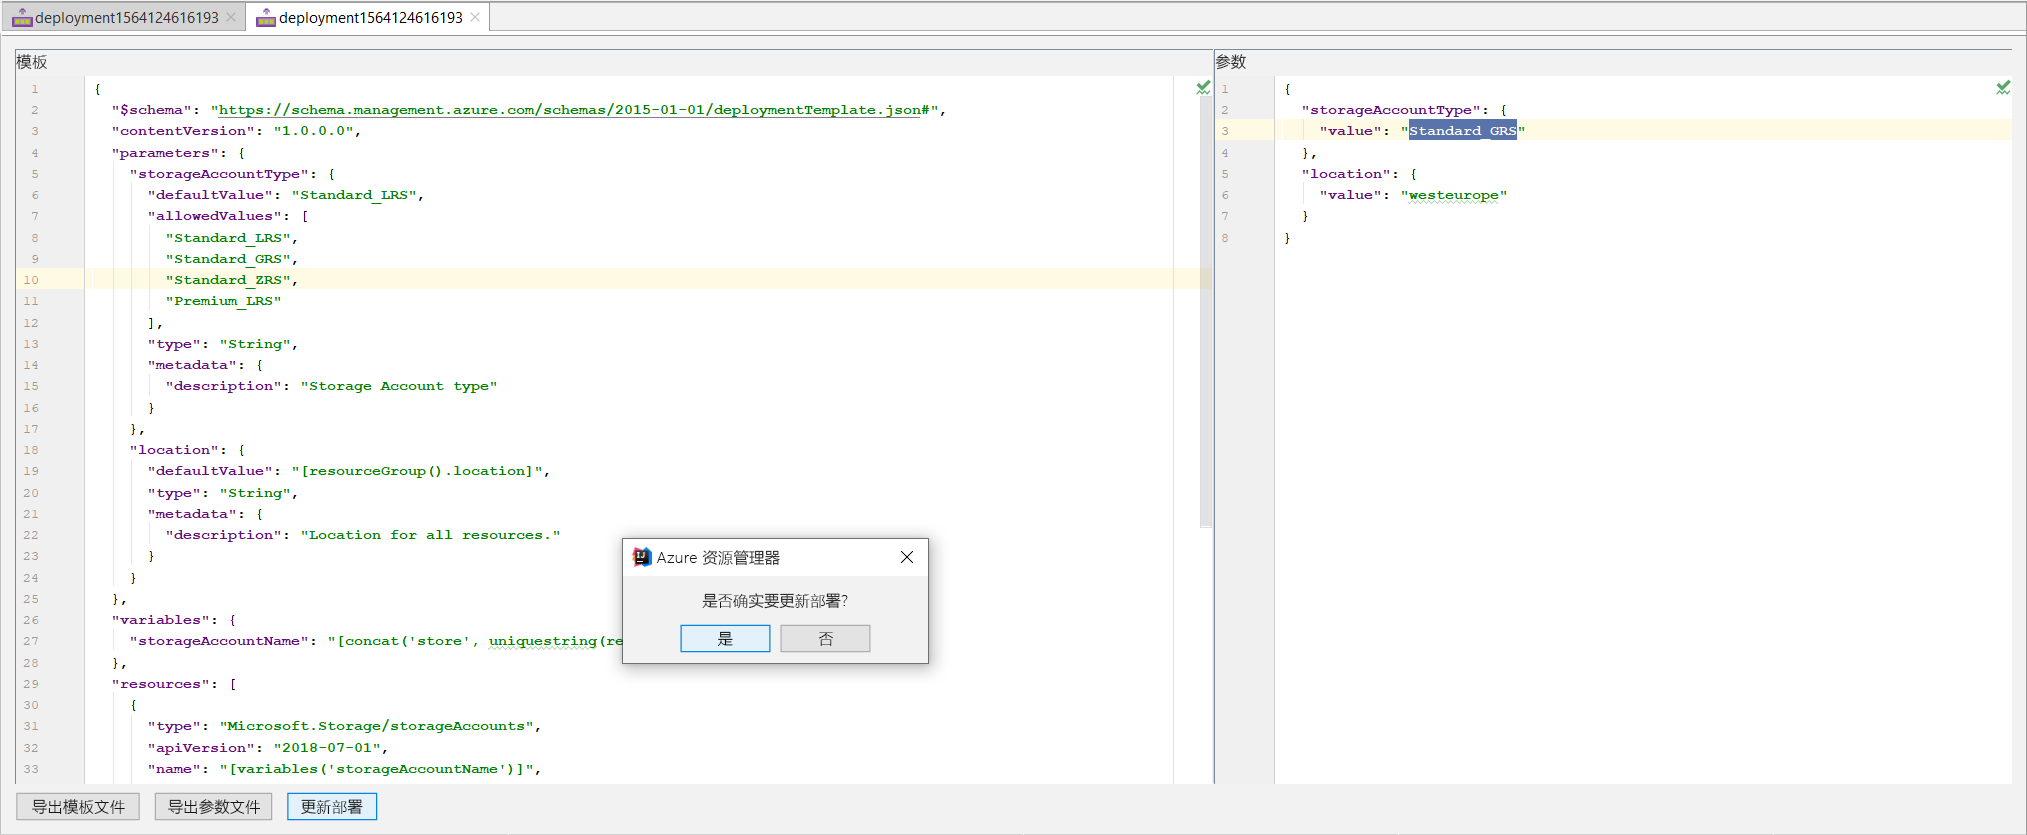 deployment1564124616193
deployment1564124616193
模板
1 {
2 "$schema": "https://schema.management.azure.com/schemas/2015-01-01/deploymentTemplate.json#",
3 "contentVersion": "1.0.0.0",
4 "parameters": {
5 "storageAccountType": {
6 "defaultValue": "Standard_LRS",
7 "allowedValues": [
8 "Standard_LRS",
9 "Standard_GRS",
10 "Standard_ZRS",
11 "Premium_LRS"
12 ],
13 "type": "String",
14 "metadata": {
15 "description": "Storage Account type"
16 }
17 },
18 "location": {
19 "defaultValue": "[resourceGroup().location]",
20 "type": "String",
21 "metadata": {
22 "description": "Location for all resources."
23 }
24 }
25 },
26 "variables": {
27 "storageAccountName": "[concat('store', uniquestring(re
28 },
29 "resources": [
30 {
31 "type": "Microsoft.Storage/storageAccounts",
32 "apiVersion": "2018-07-01",
33 "name": "[variables('storageAccountName')]",
参数
1 {
2 "storageAccountType": {
3 "value": "Standard_GRS"
4 },
5 "location": {
6 "value": "westeurope"
7 }
8 }
Azure 资源管理器
是否确实要更新部署?
是
否
导出模板文件
导出参数文件
更新部署